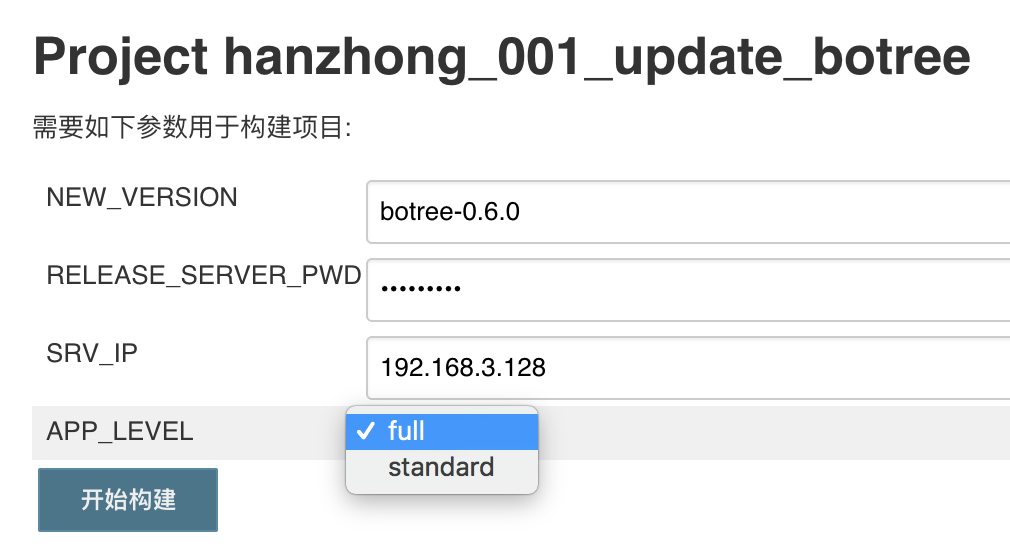 Project hanzhong_001_update_botree
需要如下参数用于构建项目:
NEW_VERSION
botree-0.6.0
RELEASE_SERVER_PWD
•••••••••
SRV_IP
192.168.3.128
APP_LEVEL
✓ full
standard
开始构建